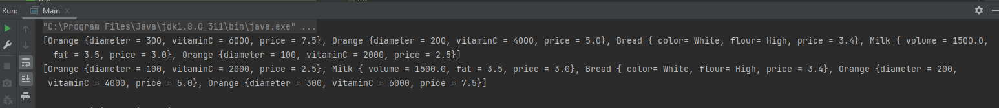 Run: Main ×
"C:\Program Files\Java\jdk1.8.0_311\bin\java.exe" ...
[Orange {diameter = 300, vitaminC = 6000, price = 7.5}, Orange {diameter = 200, vitaminC = 4000, price = 5.0}, Bread { color= White, flour= High, price = 3.4}, Milk { volume = 1500.0,
fat = 3.5, price = 3.0}, Orange {diameter = 100, vitaminC = 2000, price = 2.5}]
[Orange {diameter = 100, vitaminC = 2000, price = 2.5}, Milk { volume = 1500.0, fat = 3.5, price = 3.0}, Bread { color= White, flour= High, price = 3.4}, Orange {diameter = 200,
vitaminC = 4000, price = 5.0}, Orange {diameter = 300, vitaminC = 6000, price = 7.5}]